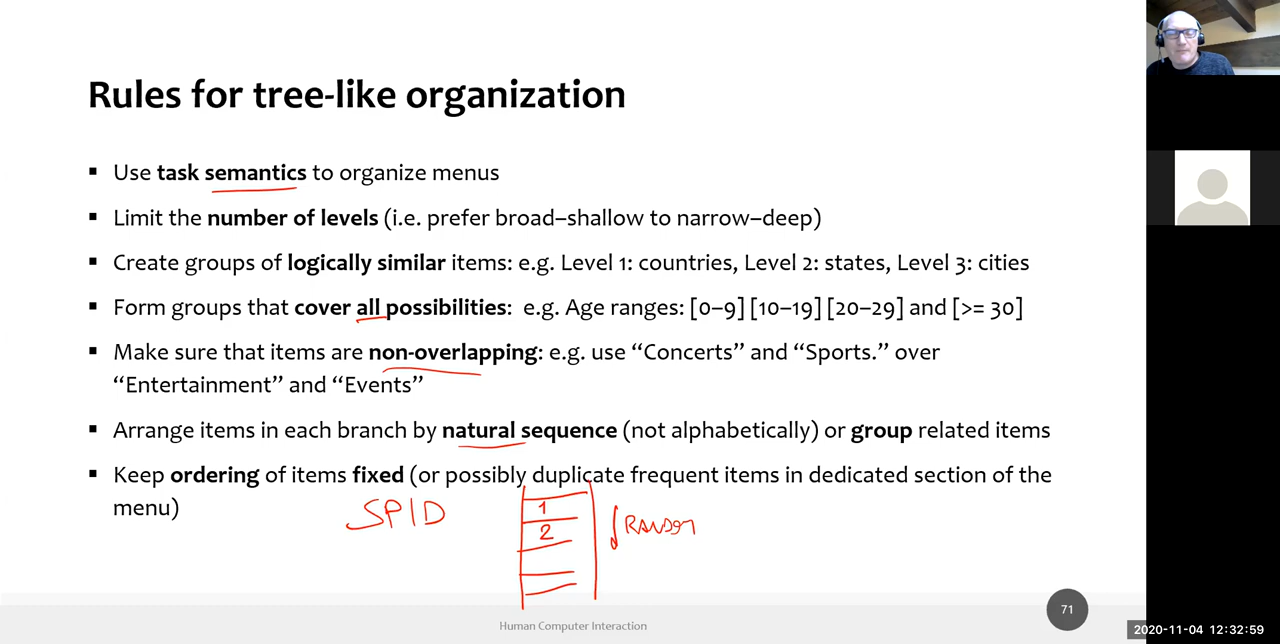 Rules for tree-like organization
▪ Use task semantics to organize menus
▪ Limit the number of levels (i.e. prefer broad–shallow to narrow–deep)
▪ Create groups of logically similar items: e.g. Level 1: countries, Level 2: states, Level 3: cities
▪ Form groups that cover all possibilities: e.g. Age ranges: [0–9] [10–19] [20–29] and [>= 30]
▪ Make sure that items are non-overlapping: e.g. use “Concerts” and “Sports.” over
“Entertainment” and “Events”
▪ Arrange items in each branch by natural sequence (not alphabetically) or group related items
▪ Keep ordering of items fixed (or possibly duplicate frequent items in dedicated section of the
menu)
SPID
1
2
71
Human Computer Interaction
2020-11-04 12:32:59